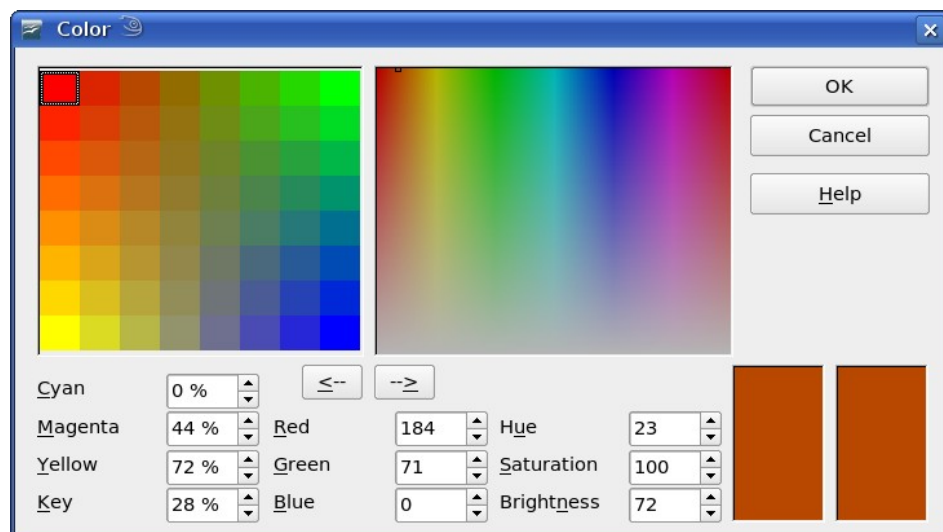 Color
OK
Cancel
Help
<-- -->
Cyan 0 %
Magenta 44 % Red 184 Hue 23
Yellow 72 % Green 71 Saturation 100
Key 28 % Blue 0 Brightness 72